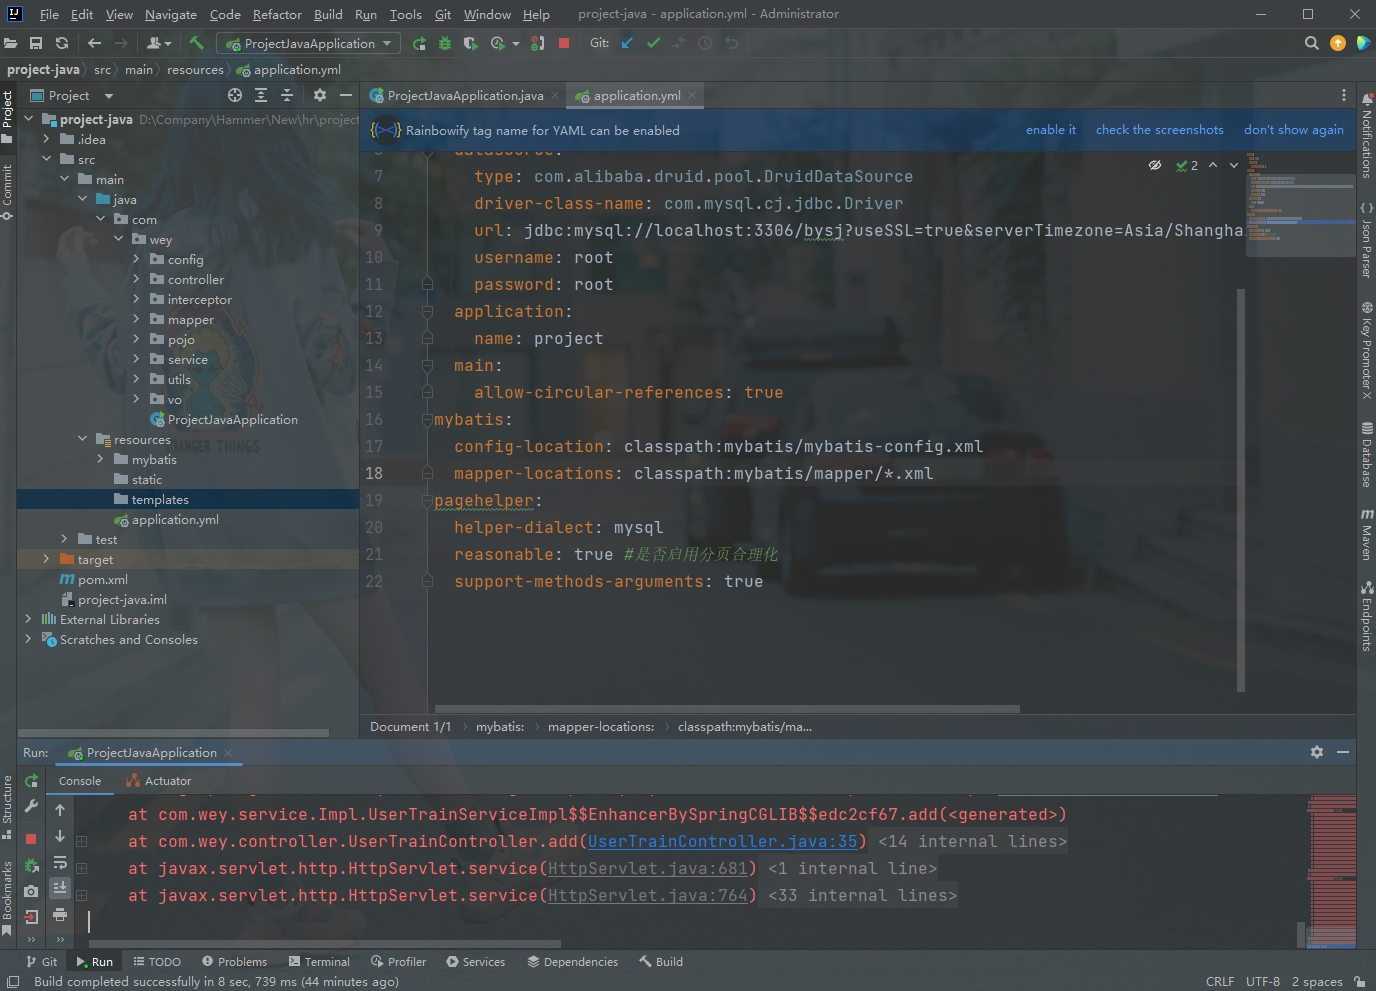 File Edit View Navigate Code Refactor Build Run Tools Git Window Help project-java - application.yml - Administrator
ProjectJavaApplication Git:
project-java src main resources application.yml
Project
ProjectJavaApplication.java application.yml
project-java D:\Company\Hammer\New\hr\project
.idea
src
main
java
com
wey
config
controller
interceptor
mapper
pojo
service
utils
vo
ProjectJavaApplication
resources
mybatis
static
templates
application.yml
test
target
pom.xml
project-java.iml
External Libraries
Scratches and Consoles
Rainbowify tag name for YAML can be enabled enable it check the screenshots don't show again
2
7 type: com.alibaba.druid.pool.DruidDataSource
8 driver-class-name: com.mysql.cj.jdbc.Driver
9 url: jdbc:mysql://localhost:3306/bysj?useSSL=true&serverTimezone=Asia/Shangha
10 username: root
11 password: root
12 application:
13 name: project
14 main:
15 allow-circular-references: true
16 mybatis:
17 config-location: classpath:mybatis/mybatis-config.xml
18 mapper-locations: classpath:mybatis/mapper/*.xml
19 pagehelper:
20 helper-dialect: mysql
21 reasonable: true #是否启用分页合理化
22 support-methods-arguments: true
Document 1/1 mybatis: mapper-locations: classpath:mybatis/ma...
Project
Commit
Structure
Bookmarks
Notifications
Json Parser
Key Promoter X
Database
Maven
Endpoints
Run: ProjectJavaApplication
Console Actuator
at com.wey.service.Impl.UserTrainServiceImpl$$EnhancerBySpringCGLIB$$edc2cf67.add(<generated>)
at com.wey.controller.UserTrainController.add(UserTrainController.java:35) <14 internal lines>
at javax.servlet.http.HttpServlet.service(HttpServlet.java:681) <1 internal line>
at javax.servlet.http.HttpServlet.service(HttpServlet.java:764) <33 internal lines>
Git Run TODO Problems Terminal Profiler Services Dependencies Build
Build completed successfully in 8 sec, 739 ms (44 minutes ago) CRLF UTF-8 2 spaces